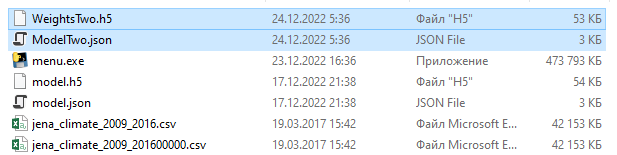 WeightsTwo.h5 24.12.2022 5:36 Файл "H5" 53 КБ
ModelTwo.json 24.12.2022 5:36 JSON File 3 КБ
menu.exe 23.12.2022 16:36 Приложение 473 793 КБ
model.h5 17.12.2022 21:38 Файл "H5" 54 КБ
model.json 17.12.2022 21:38 JSON File 3 КБ
jena_climate_2009_2016.csv 19.03.2017 15:42 Файл Microsoft E... 42 153 КБ
jena_climate_2009_201600000.csv 19.03.2017 15:42 Файл Microsoft E... 42 153 КБ